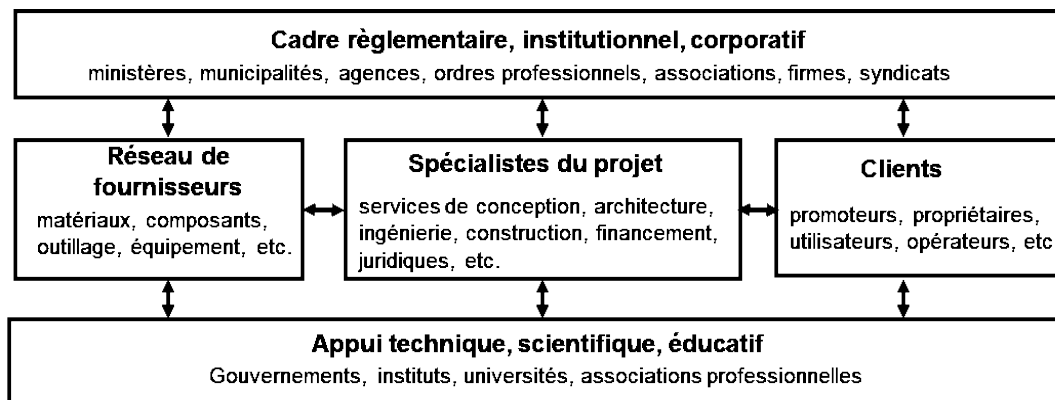 Cadre règlementaire, institutionnel, corporatif
ministères, municipalités, agences, ordres professionnels, associations, firmes, syndicats
Réseau de
fournisseurs
matériaux, composants,
outillage, équipement, etc.
Spécialistes du projet
services de conception, architecture,
ingénierie, construction, financement,
juridiques, etc.
Clients
promoteurs, propriétaires,
utilisateurs, opérateurs, etc
Appui technique, scientifique, éducatif
Gouvernements, instituts, universités, associations professionnelles